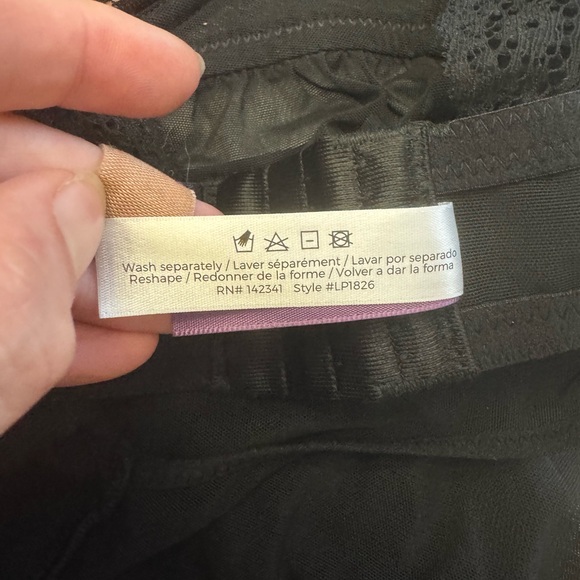 Wash separately / Laver séparément / Lavar por separado
Reshape / Redonner de la forme / Volver a dar la forma
RN# 142341 Style #LP1826